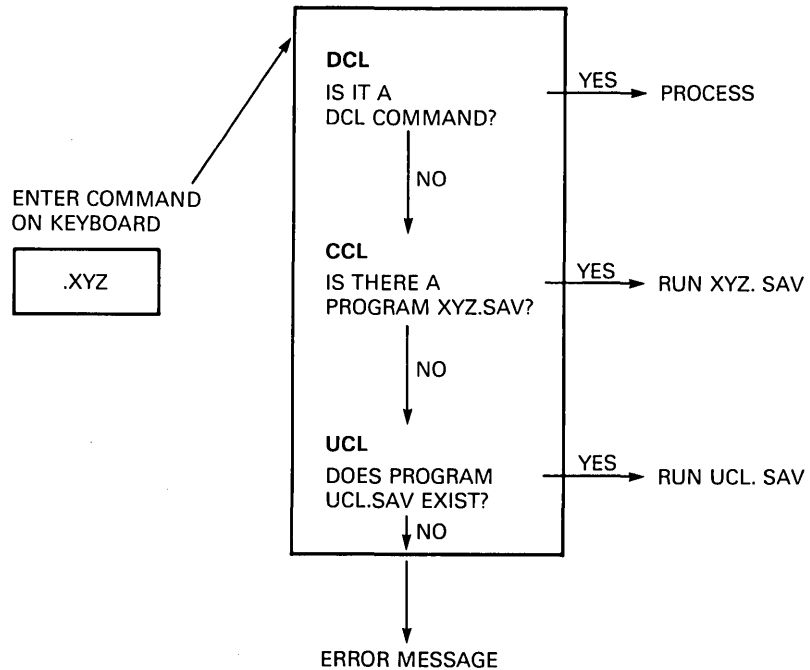 ENTER COMMAND
ON KEYBOARD
.XYZ
DCL
IS IT A
DCL COMMAND?
YES
PROCESS
NO
CCL
IS THERE A
PROGRAM XYZ.SAV?
YES
RUN XYZ. SAV
NO
UCL
DOES PROGRAM
UCL.SAV EXIST?
YES
RUN UCL. SAV
NO
ERROR MESSAGE